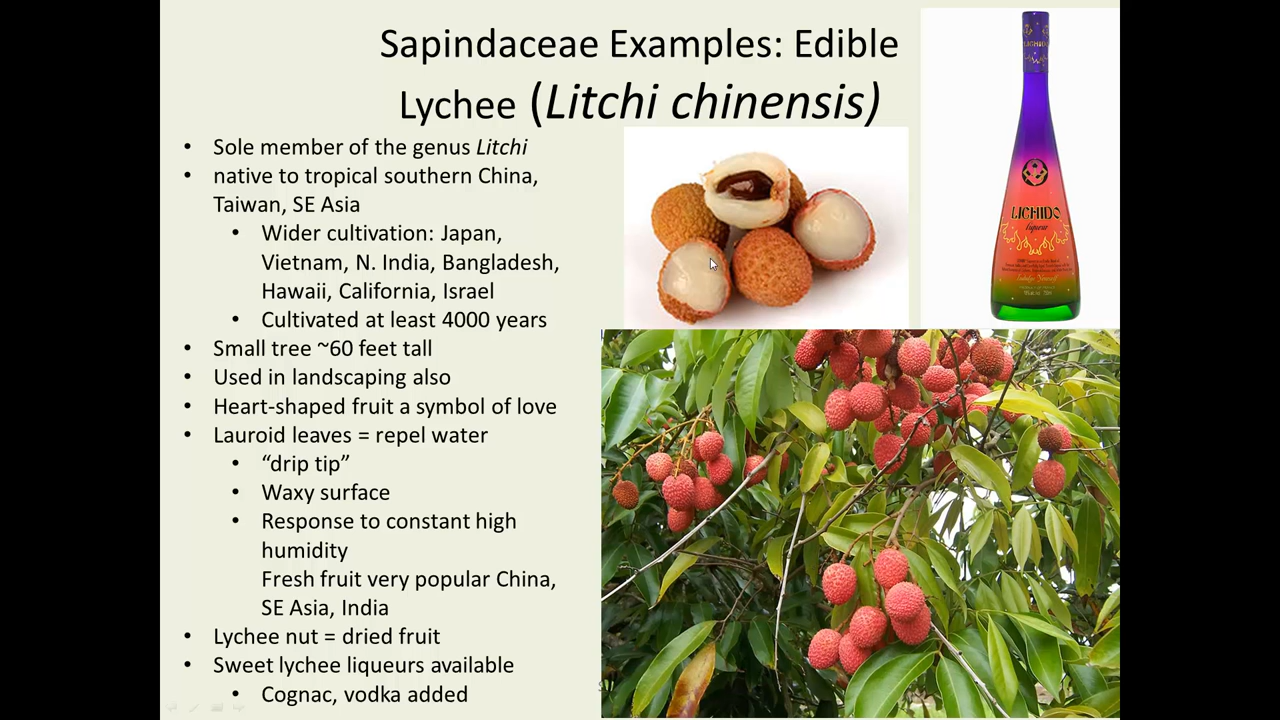 Sapindaceae Examples: Edible
Lychee (Litchi chinensis)
• Sole member of the genus Litchi
• native to tropical southern China,
Taiwan, SE Asia
• Wider cultivation: Japan,
Vietnam, N. India, Bangladesh,
Hawaii, California, Israel
• Cultivated at least 4000 years
• Small tree ~60 feet tall
• Used in landscaping also
• Heart-shaped fruit a symbol of love
• Lauroid leaves = repel water
• “drip tip”
• Waxy surface
• Response to constant high
humidity
Fresh fruit very popular China,
SE Asia, India
• Lychee nut = dried fruit
• Sweet lychee liqueurs available
• Cognac, vodka added
LICHIDO
Liqueur